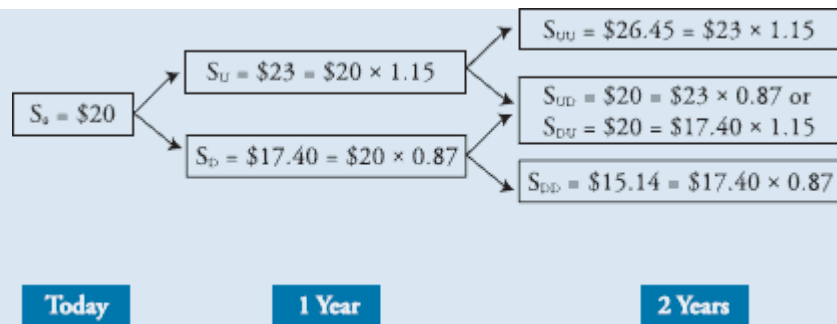 S₀ = $20
S_U = $23 = $20 × 1.15
S_D = $17.40 = $20 × 0.87
S_UU = $26.45 = $23 × 1.15
S_UD = $20 = $23 × 0.87 or
S_DU = $20 = $17.40 × 1.15
S_DD = $15.14 = $17.40 × 0.87
Today
1 Year
2 Years